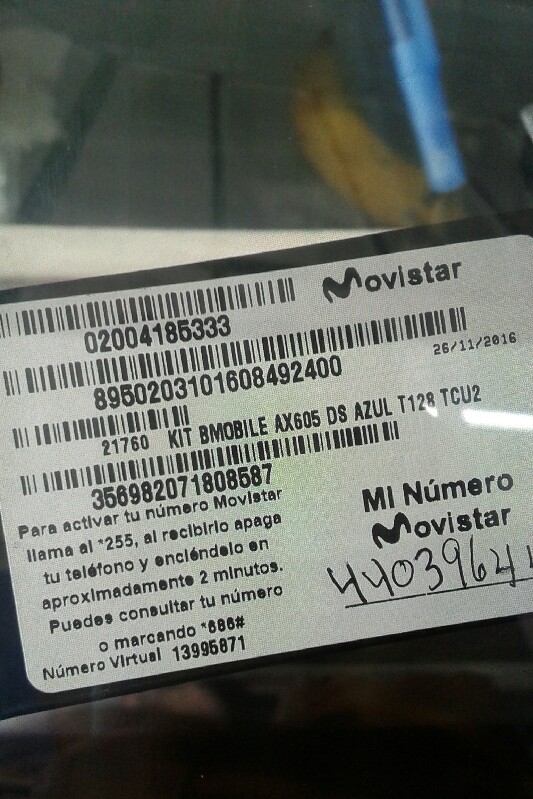 Movistar
02004185333
26/11/2016
8950203101608492400
21760 KIT BMOBILE AX605 DS AZUL T128 TCU2
356982071808587
Para activar tu número Movistar
llama al *255, al recibirlo apaga
tu teléfono y enciéndelo en
aproximadamente 2 minutos.
Puedes consultar tu número
o marcando *686#
Número Virtual 13995871
Mi Número
Movistar
4403964